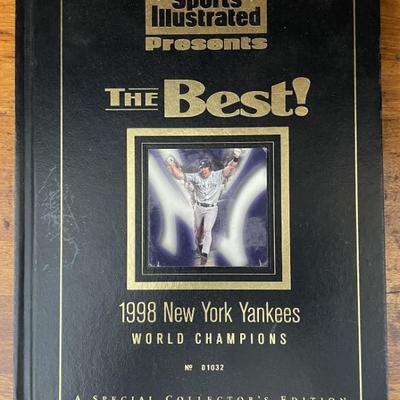 Sports
Illustrated
Presents
THE Best!
1998 New York Yankees
WORLD CHAMPIONS
Nº 01032
A SPECIAL COLLECTOR'S EDITION